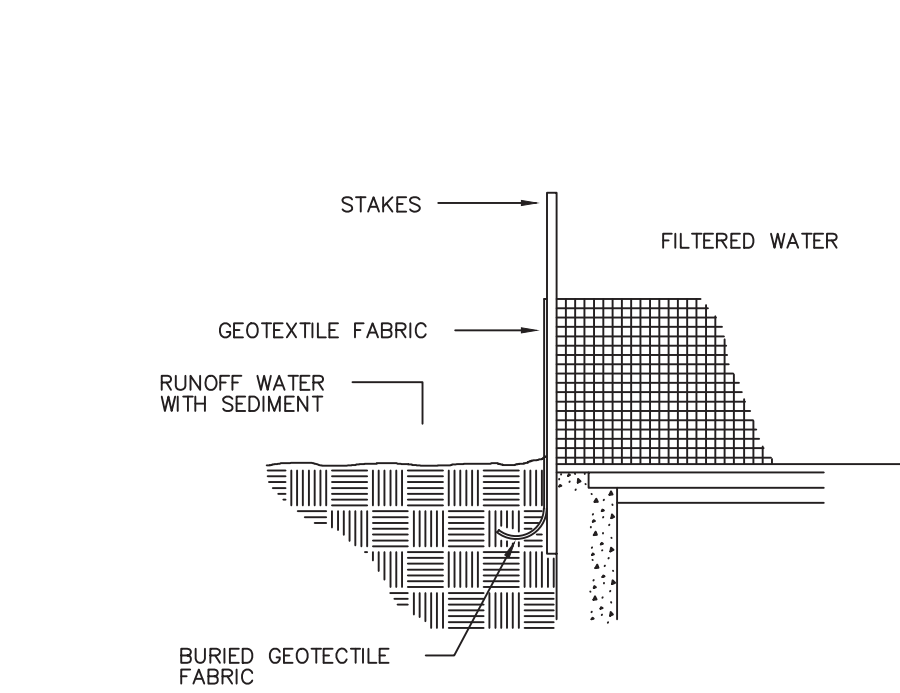 STAKES
FILTERED WATER
GEOTEXTILE FABRIC
RUNOFF WATER
WITH SEDIMENT
BURIED GEOTECTILE
FABRIC